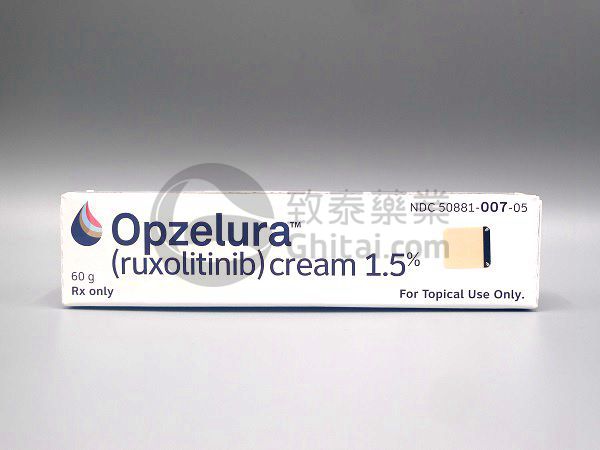 NDC 50881-007-05
Opzelura™
(ruxolitinib) cream 1.5%
60 g
Rx only
For Topical Use Only.
致泰藥業
Ghitai.com